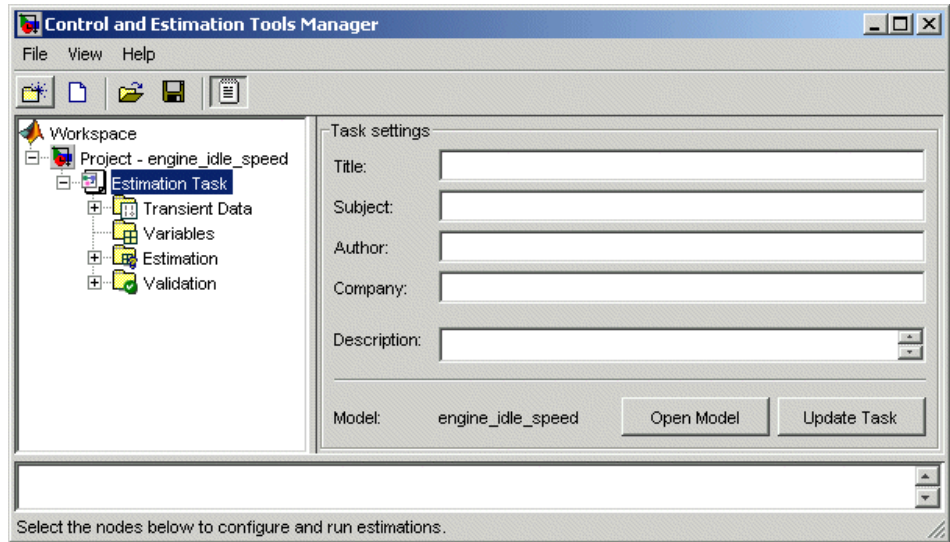 Control and Estimation Tools Manager
File View Help
Workspace
Project - engine_idle_speed
Estimation Task
Transient Data
Variables
Estimation
Validation
Task settings
Title:
Subject:
Author:
Company:
Description:
Model: engine_idle_speed Open Model Update Task
Select the nodes below to configure and run estimations.